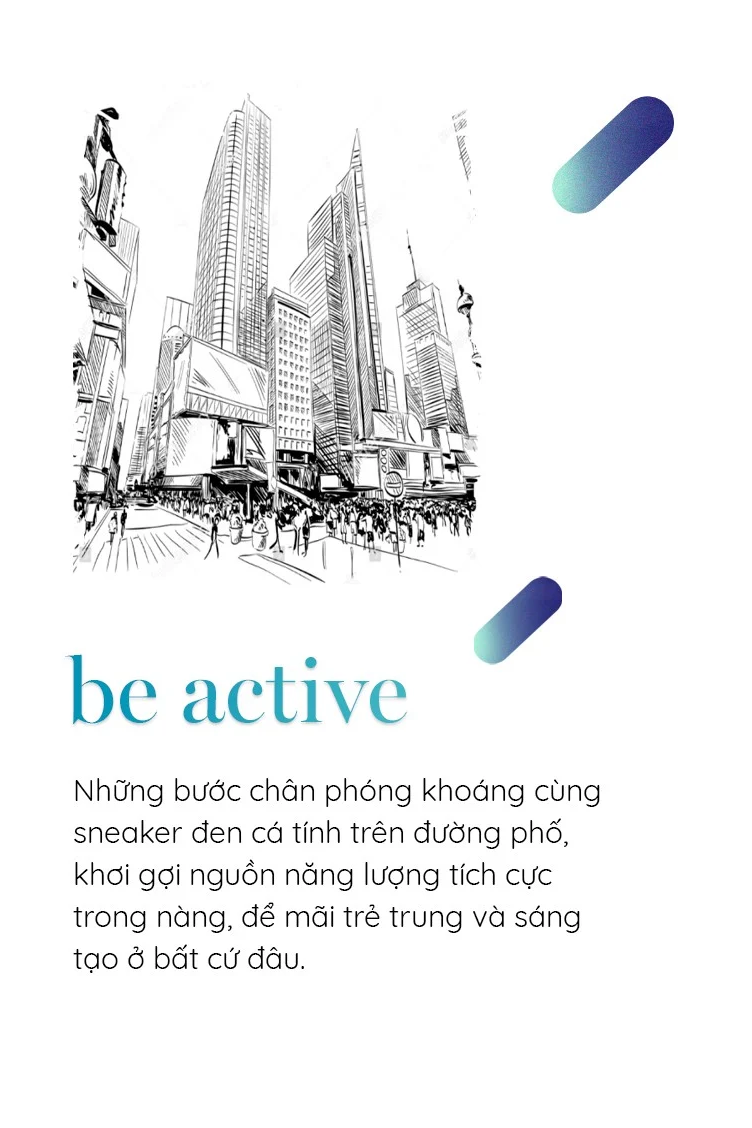 be active
Những bước chân phóng khoáng cùng
sneaker đen cá tính trên đường phố,
khơi gợi nguồn năng lượng tích cực
trong nàng, để mãi trẻ trung và sáng
tạo ở bất cứ đâu.